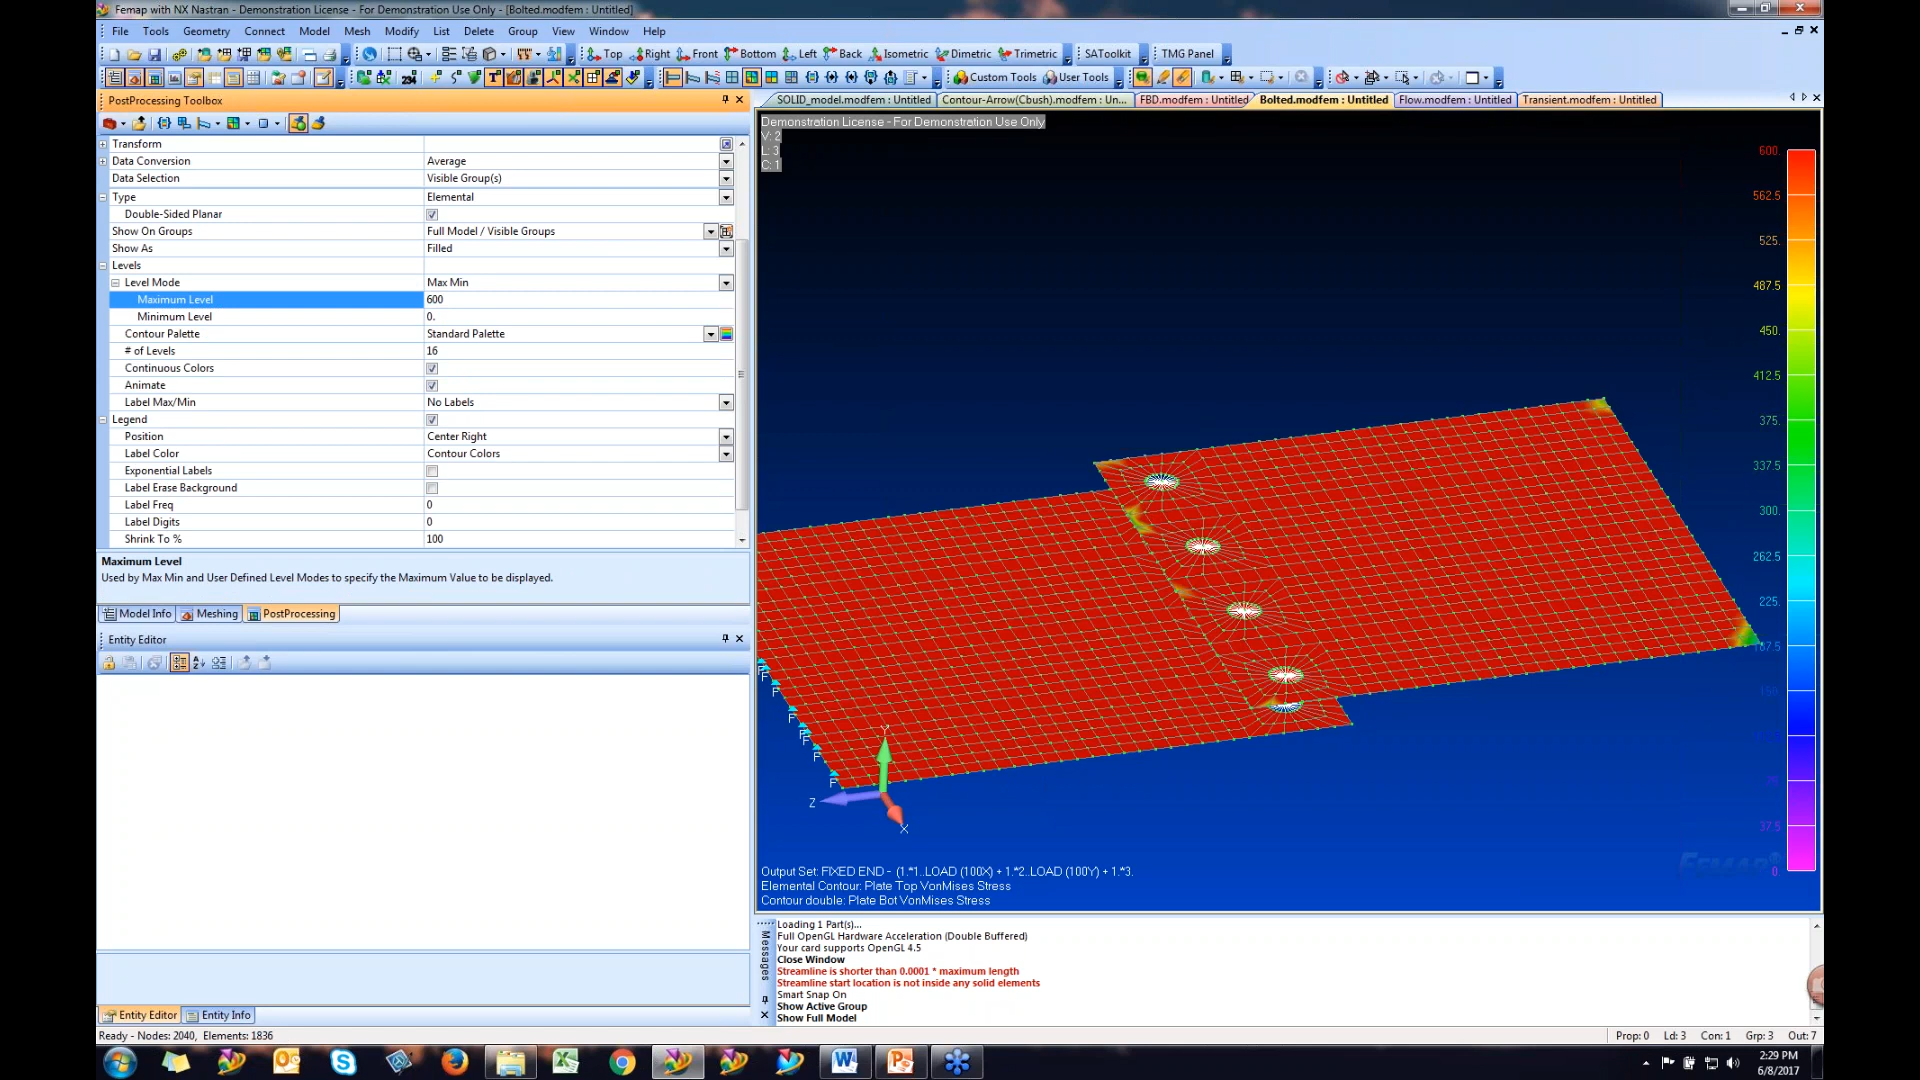 Femap with NX Nastran - Demonstration License - For Demonstration Use Only - [Bolted.modfem : Untitled]
File Tools Geometry Connect Model Mesh Modify List Delete Group View Window Help
Top Right Front Bottom Left Back Isometric Dimetric Trimetric SAToolkit TMG Panel
234 Custom Tools User Tools
PostProcessing Toolbox
SOLID_model.modfem : Untitled Contour-Arrow(Cbush).modfem : Un... FBD.modfem : Untitled Bolted.modfem : Untitled Flow.modfem : Untitled Transient.modfem : Untitled
Transform
Data Conversion Average
Data Selection Visible Group(s)
Type Elemental
Double-Sided Planar
Show On Groups Full Model / Visible Groups
Show As Filled
Levels
Level Mode Max Min
Maximum Level 600
Minimum Level 0.
Contour Palette Standard Palette
# of Levels 16
Continuous Colors
Animate
Label Max/Min No Labels
Legend
Position Center Right
Label Color Contour Colors
Exponential Labels
Label Erase Background
Label Freq 0
Label Digits 0
Shrink To % 100
Maximum Level
Used by Max Min and User Defined Level Modes to specify the Maximum Value to be displayed.
Model Info Meshing PostProcessing
Entity Editor
Entity Editor Entity Info
Demonstration License - For Demonstration Use Only
V: 2
L: 3
C: 1
600.
562.5
525.
487.5
450.
412.5
375.
337.5
300.
262.5
225.
37.5
0.
F
F
F
F
F
F
F
F
Y
Z
X
FEMAP
Output Set: FIXED END - (1.*1..LOAD (100X) + 1.*2..LOAD (100Y) + 1.*3.
Elemental Contour: Plate Top VonMises Stress
Contour double: Plate Bot VonMises Stress
Messages
Loading 1 Part(s)...
Full OpenGL Hardware Acceleration (Double Buffered)
Your card supports OpenGL 4.5
Close Window
Streamline is shorter than 0.0001 * maximum length
Streamline start location is not inside any solid elements
Smart Snap On
Show Active Group
Show Full Model
Ready - Nodes: 2040, Elements: 1836
Prop: 0 Ld: 3 Con: 1 Grp: 3 Out: 7
2:29 PM
6/8/2017